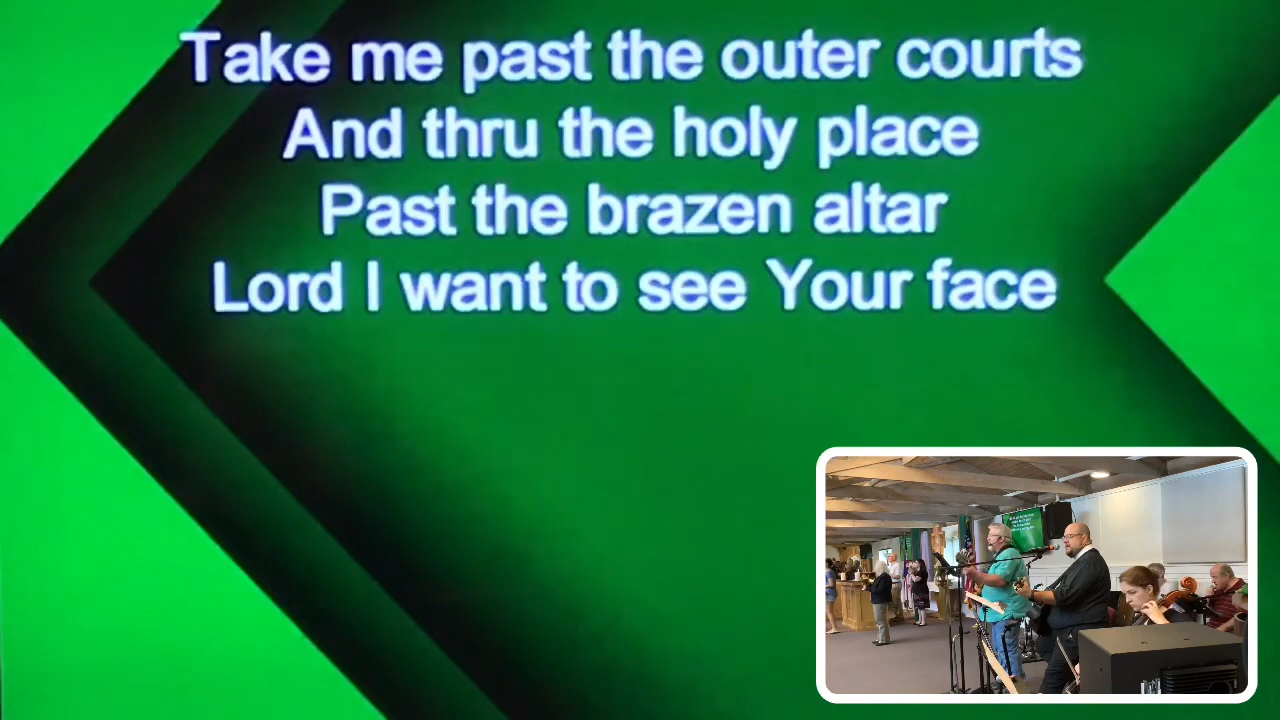 Take me past the outer courts
And thru the holy place
Past the brazen altar
Lord I want to see Your face